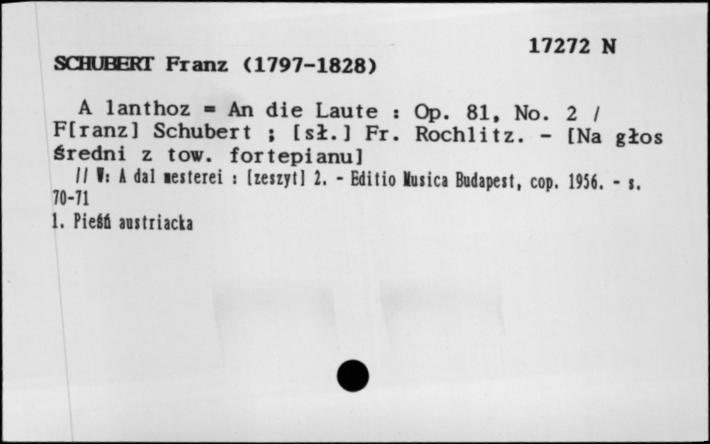 17272 N
SCHUBERT Franz (1797-1828)
A lanthoz = An die Laute : Op. 81, No. 2 /
F[ranz] Schubert ; [sł.] Fr. Rochlitz. - [Na głos
średni z tow. fortepianu]
// W: A dal mesterei : [zeszyt] 2. - Editio Musica Budapest, cop. 1956. - s.
70-71
1. Pieśń austriacka